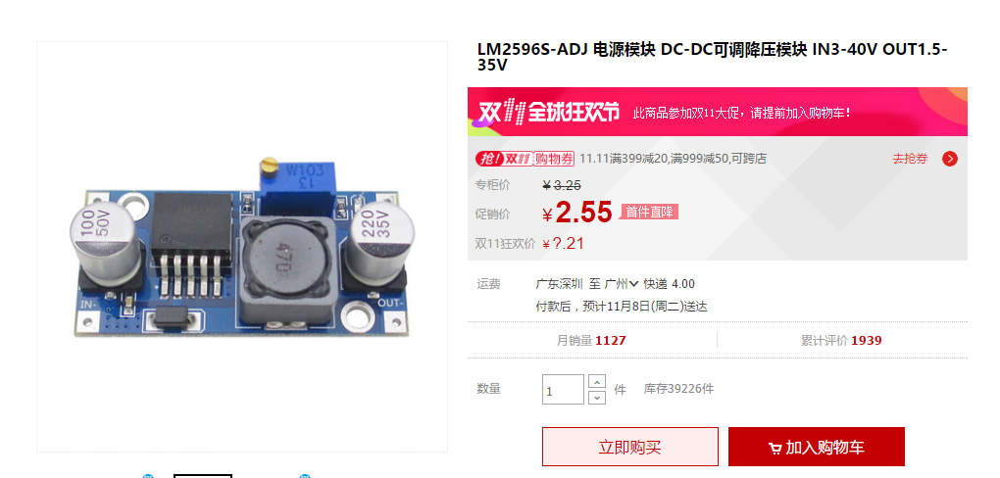 LM2596S-ADJ 电源模块 DC-DC可调降压模块 IN3-40V OUT1.5-
35V
双11全球狂欢节 此商品参加双11大促，请提前加入购物车！
抢！双11 购物券 11.11满399减20,满999减50,可跨店 去抢券
专柜价 ¥ 3.25
促销价 ¥ 2.55 首件直降
双11狂欢价 ¥ ?.21
运费 广东深圳 至 广州 快递 4.00
付款后，预计11月8日(周二)送达
月销量 1127 累计评价 1939
数量 1 件 库存39226件
立即购买 加入购物车
W103
13
100
50V
220
35V
470
IN-
OUT-